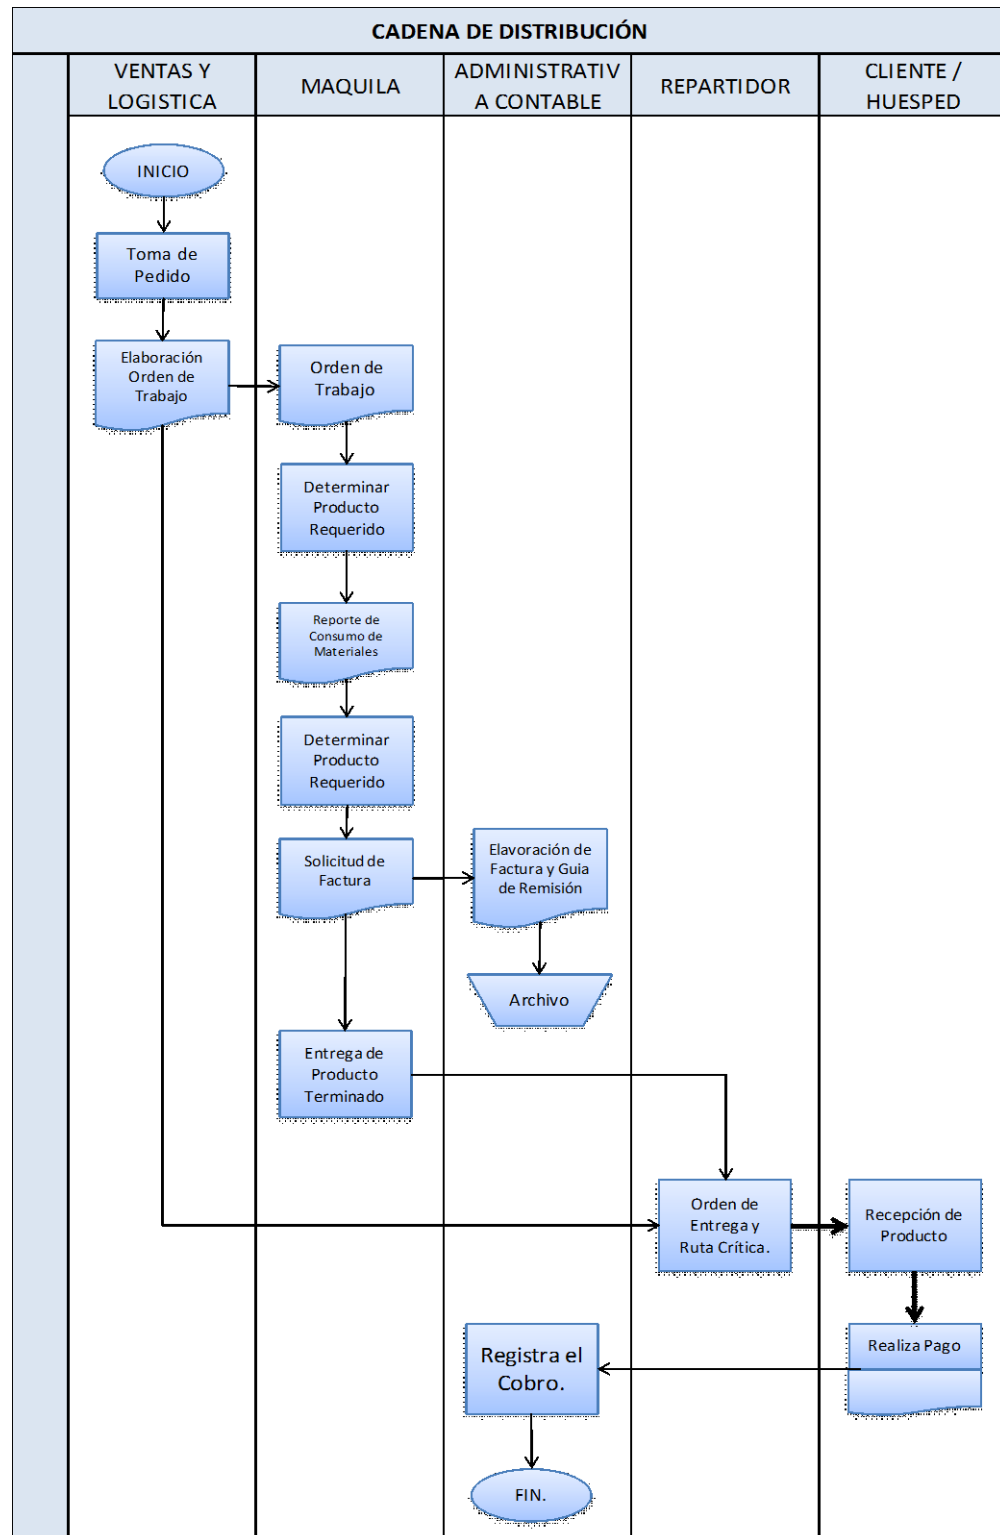 CADENA DE DISTRIBUCIÓN
VENTAS Y
LOGISTICA
MAQUILA
ADMINISTRATIV
A CONTABLE
REPARTIDOR
CLIENTE /
HUESPED
INICIO
Toma de
Pedido
Elaboración
Orden de
Trabajo
Orden de
Trabajo
Determinar
Producto
Requerido
Reporte de
Consumo de
Materiales
Determinar
Producto
Requerido
Solicitud de
Factura
Elavoración de
Factura y Guia
de Remisión
Archivo
Entrega de
Producto
Terminado
Orden de
Entrega y
Ruta Crítica.
Recepción de
Producto
Realiza Pago
Registra el
Cobro.
FIN.